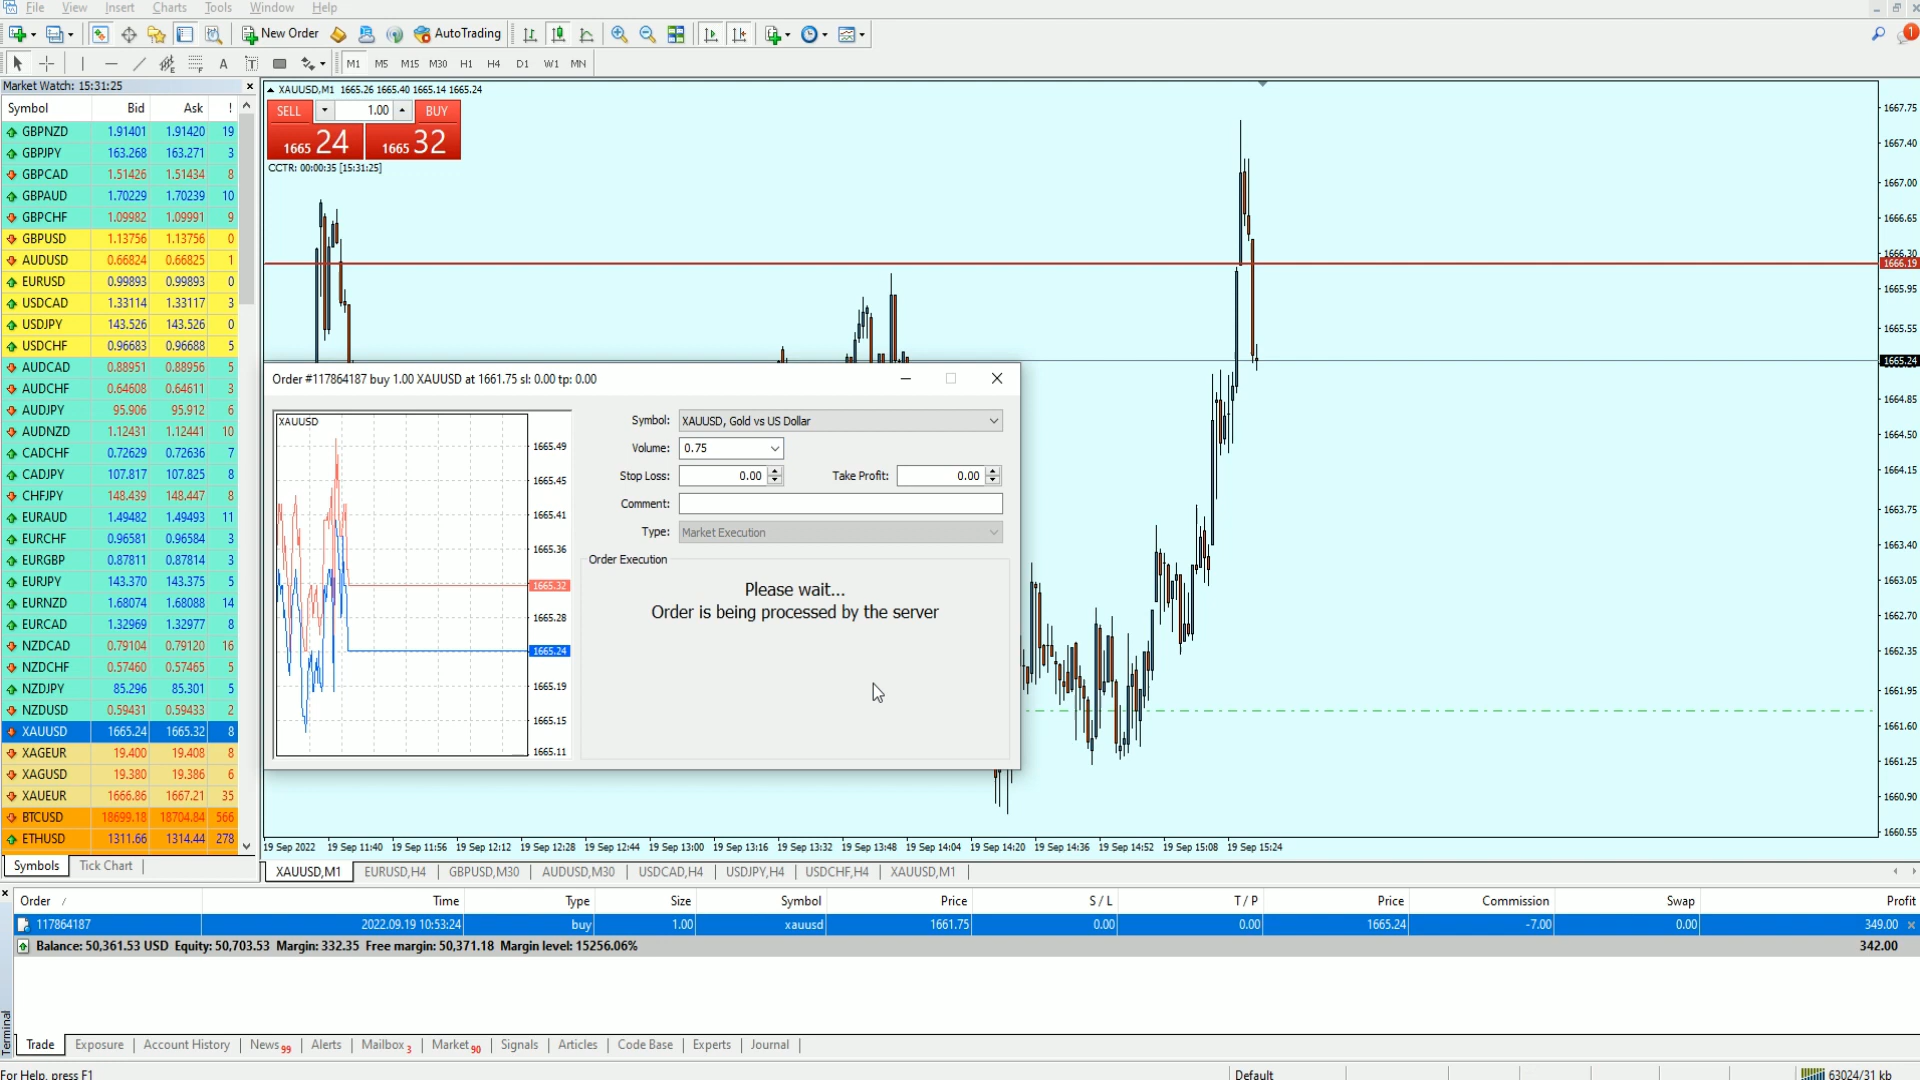 File View Insert Charts Tools Window Help
New Order AutoTrading 1
A T M1 M5 M15 M30 H1 H4 D1 W1 MN
Market Watch: 15:31:25
Symbol Bid Ask !
GBPNZD 1.91401 1.91420 19
GBPJPY 163.268 163.271 3
GBPCAD 1.51426 1.51434 8
GBPAUD 1.70229 1.70239 10
GBPCHF 1.09982 1.09991 9
GBPUSD 1.13756 1.13756 0
AUDUSD 0.66824 0.66825 1
EURUSD 0.99893 0.99893 0
USDCAD 1.33114 1.33117 3
USDJPY 143.526 143.526 0
USDCHF 0.96683 0.96688 5
AUDCAD 0.88951 0.88956 5
AUDCHF 0.64608 0.64611 3
AUDJPY 95.906 95.912 6
AUDNZD 1.12431 1.12441 10
CADCHF 0.72629 0.72636 7
CADJPY 107.817 107.825 8
CHFJPY 148.439 148.447 8
EURAUD 1.49482 1.49493 11
EURCHF 0.96581 0.96584 3
EURGBP 0.87811 0.87814 3
EURJPY 143.370 143.375 5
EURNZD 1.68074 1.68088 14
EURCAD 1.32969 1.32977 8
NZDCAD 0.79104 0.79120 16
NZDCHF 0.57460 0.57465 5
NZDJPY 85.296 85.301 5
NZDUSD 0.59431 0.59433 2
XAUUSD 1665.24 1665.32 8
XAGEUR 19.400 19.408 8
XAGUSD 19.380 19.386 6
XAUEUR 1666.86 1667.21 35
BTCUSD 18699.18 18704.84 566
ETHUSD 1311.66 1314.44 278
Symbols Tick Chart
XAUUSD,M1 1665.26 1665.40 1665.14 1665.24
SELL 1.00 BUY
1665 24 1665 32
CCTR: 00:00:35 [15:31:25]
1667.75
1667.40
1667.00
1666.65
1666.30
1666.19
1665.95
1665.55
1665.24
1664.85
1664.50
1664.15
1663.75
1663.40
1663.05
1662.70
1662.35
1661.95
1661.60
1661.25
1660.90
1660.55
Order #117864187 buy 1.00 XAUUSD at 1661.75 sl: 0.00 tp: 0.00
XAUUSD
1665.49
1665.45
1665.41
1665.36
1665.32
1665.28
1665.24
1665.19
1665.15
1665.11
Symbol: XAUUSD, Gold vs US Dollar
Volume: 0.75
Stop Loss: 0.00 Take Profit: 0.00
Comment:
Type: Market Execution
Order Execution
Please wait...
Order is being processed by the server
19 Sep 2022 19 Sep 11:40 19 Sep 11:56 19 Sep 12:12 19 Sep 12:28 19 Sep 12:44 19 Sep 13:00 19 Sep 13:16 19 Sep 13:32 19 Sep 13:48 19 Sep 14:04 19 Sep 14:20 19 Sep 14:36 19 Sep 14:52 19 Sep 15:08 19 Sep 15:24
XAUUSD,M1 EURUSD,H4 GBPUSD,M30 AUDUSD,M30 USDCAD,H4 USDJPY,H4 USDCHF,H4 XAUUSD,M1
Order / Time Type Size Symbol Price S / L T / P Price Commission Swap Profit
117864187 2022.09.19 10:53:24 buy 1.00 xauusd 1661.75 0.00 0.00 1665.24 -7.00 0.00 349.00
Balance: 50,361.53 USD Equity: 50,703.53 Margin: 332.35 Free margin: 50,371.18 Margin level: 15256.06% 342.00
Terminal
Trade Exposure Account History News 99 Alerts Mailbox 3 Market 90 Signals Articles Code Base Experts Journal
For Help, press F1 Default 63024/31 kb